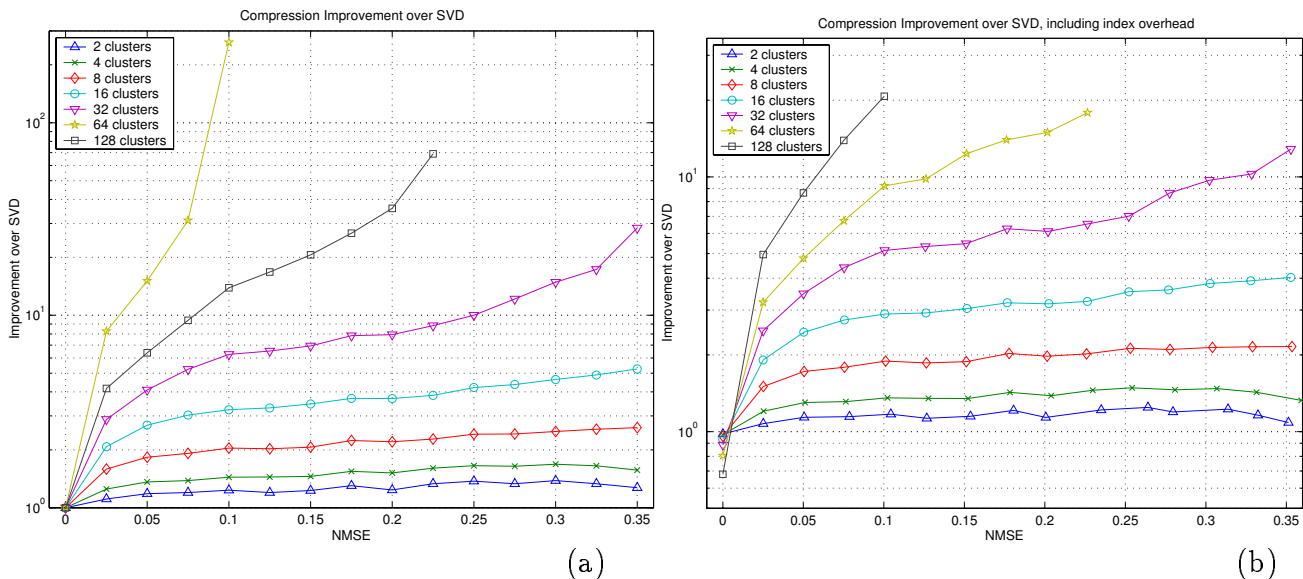 Compression Improvement over SVD
Improvement over SVD
10^2
10^1
10^0
2 clusters
4 clusters
8 clusters
16 clusters
32 clusters
64 clusters
128 clusters
0 0.05 0.1 0.15 0.2 0.25 0.3 0.35
NMSE
(a)
Compression Improvement over SVD, including index overhead
Improvement over SVD
10^1
10^0
2 clusters
4 clusters
8 clusters
16 clusters
32 clusters
64 clusters
128 clusters
0 0.05 0.1 0.15 0.2 0.25 0.3 0.35
NMSE
(b)